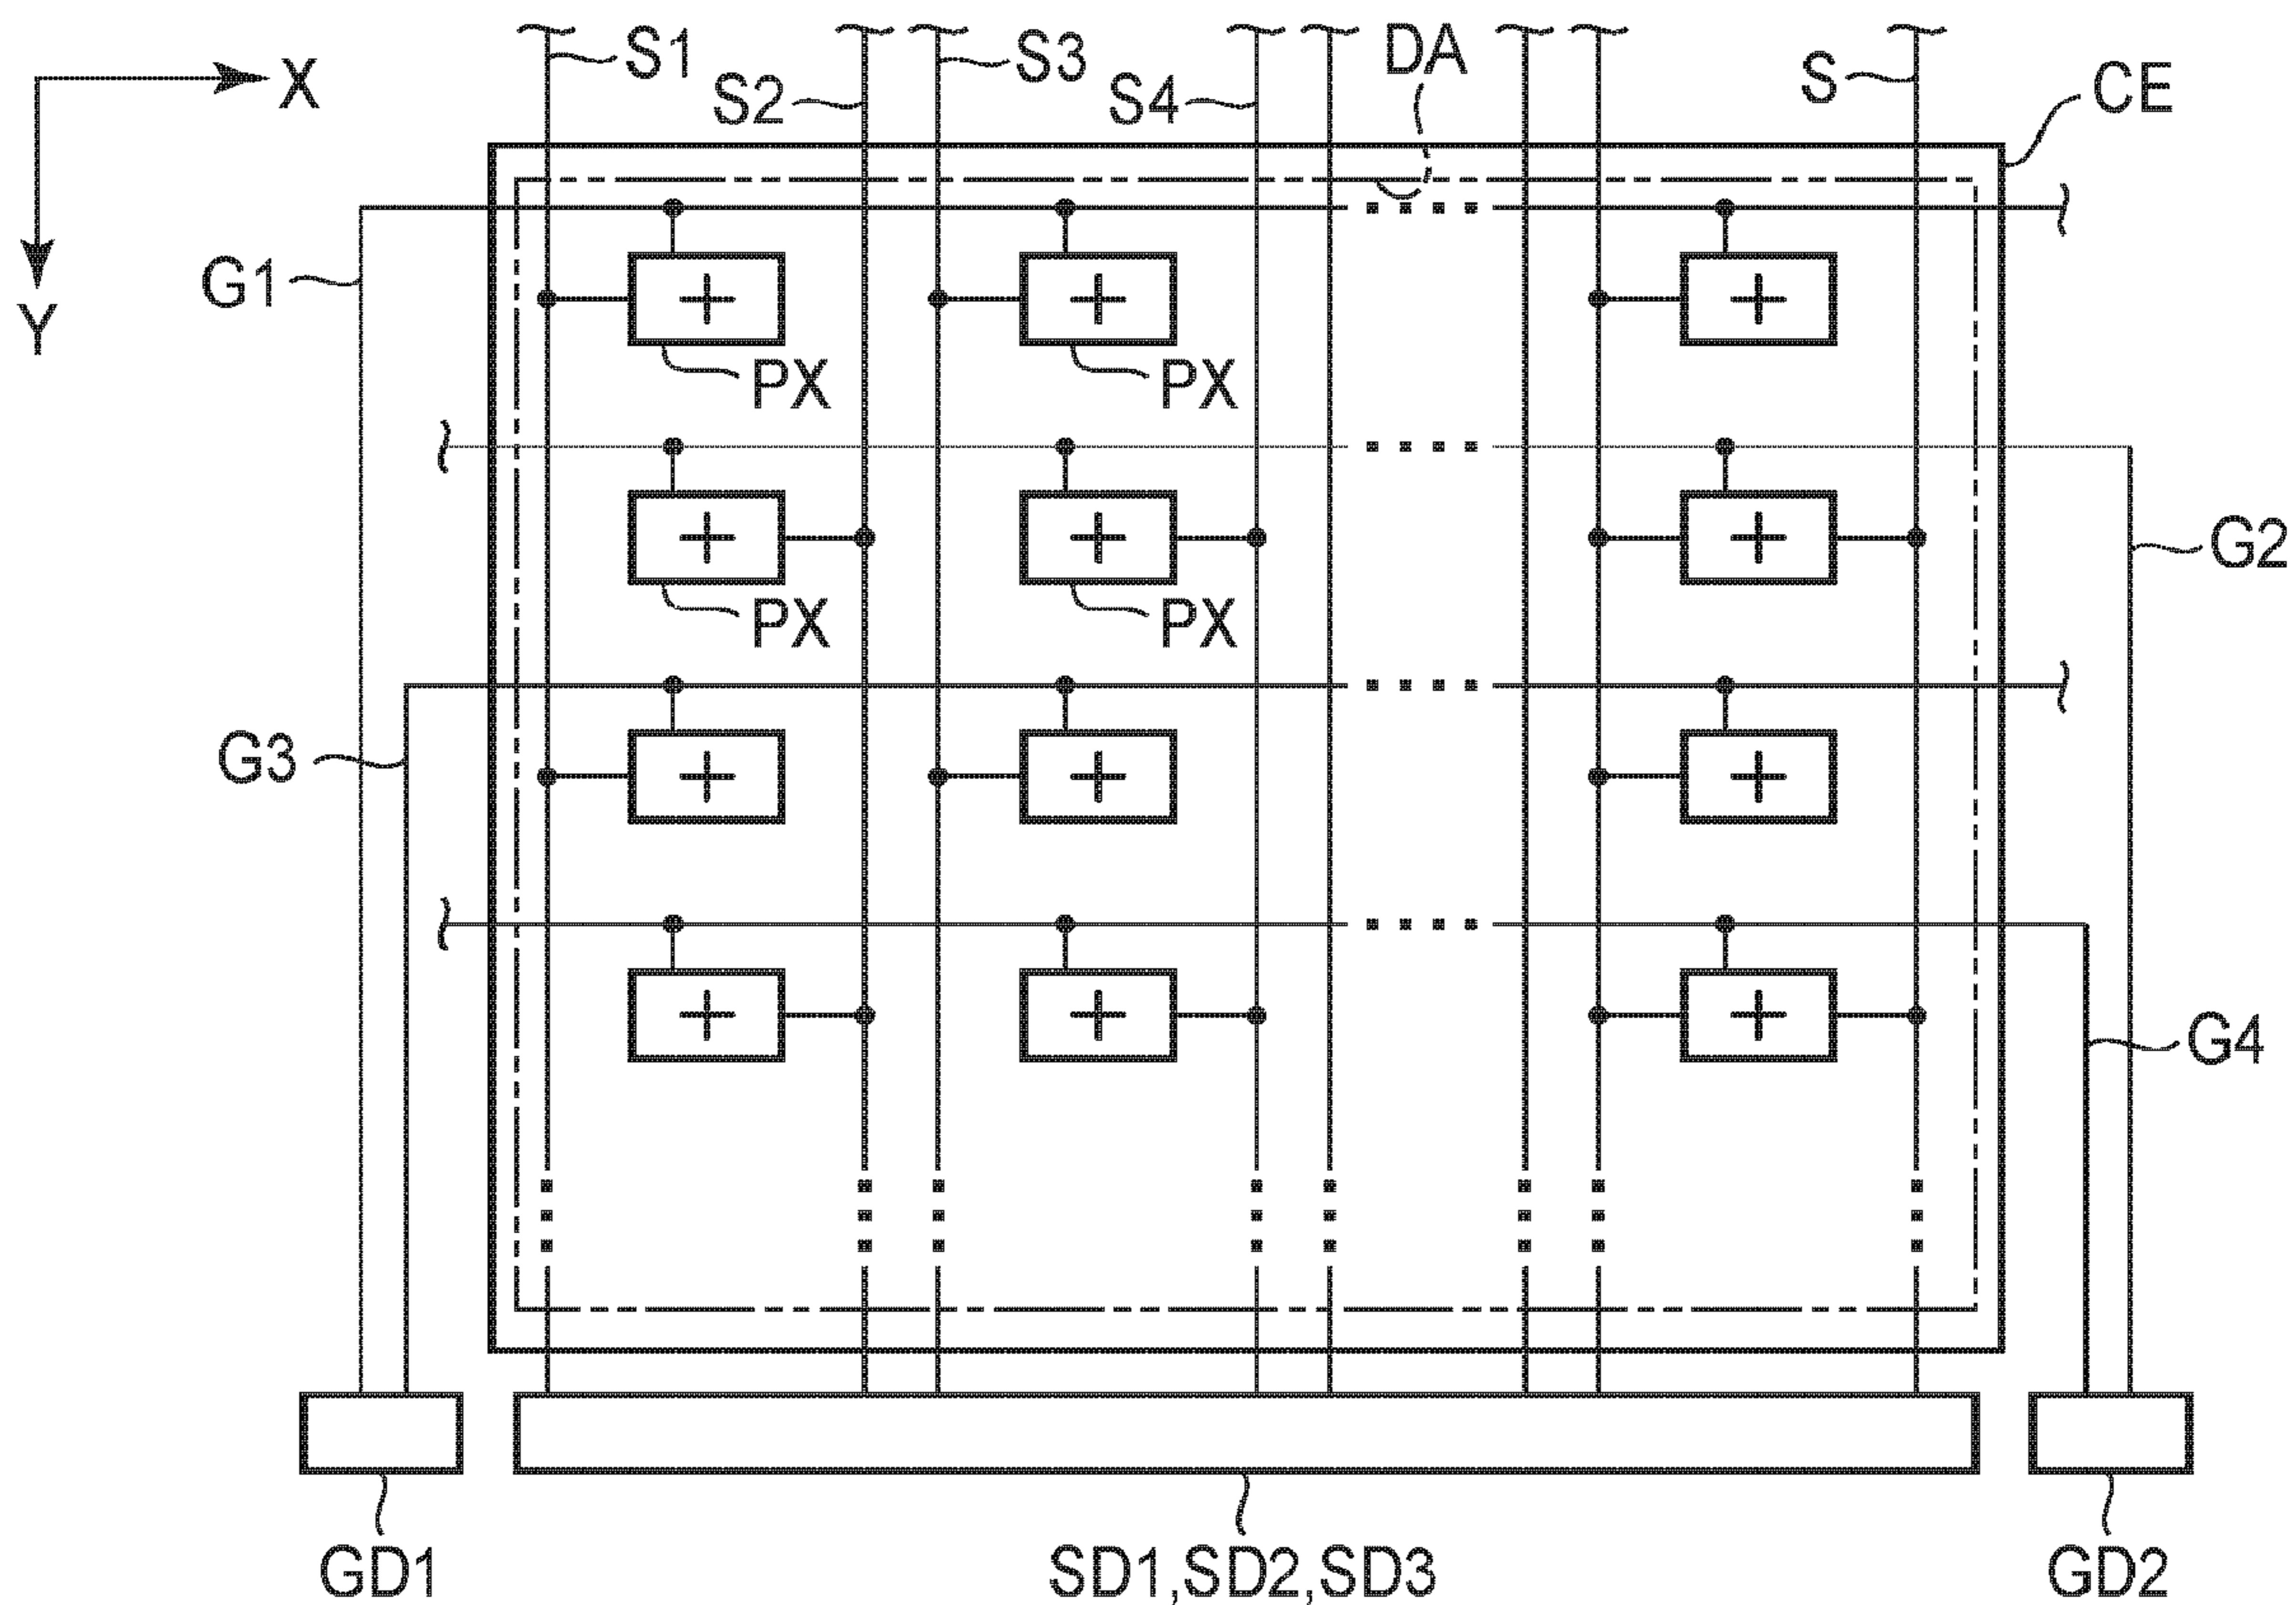 S1
S3
DA
S
CE
X
S2
S4
G1
Y
+ + +
PX PX
+ + +
G2
PX PX
G3
+ + +
+ + +
G4
GD1
SD1,SD2,SD3
GD2